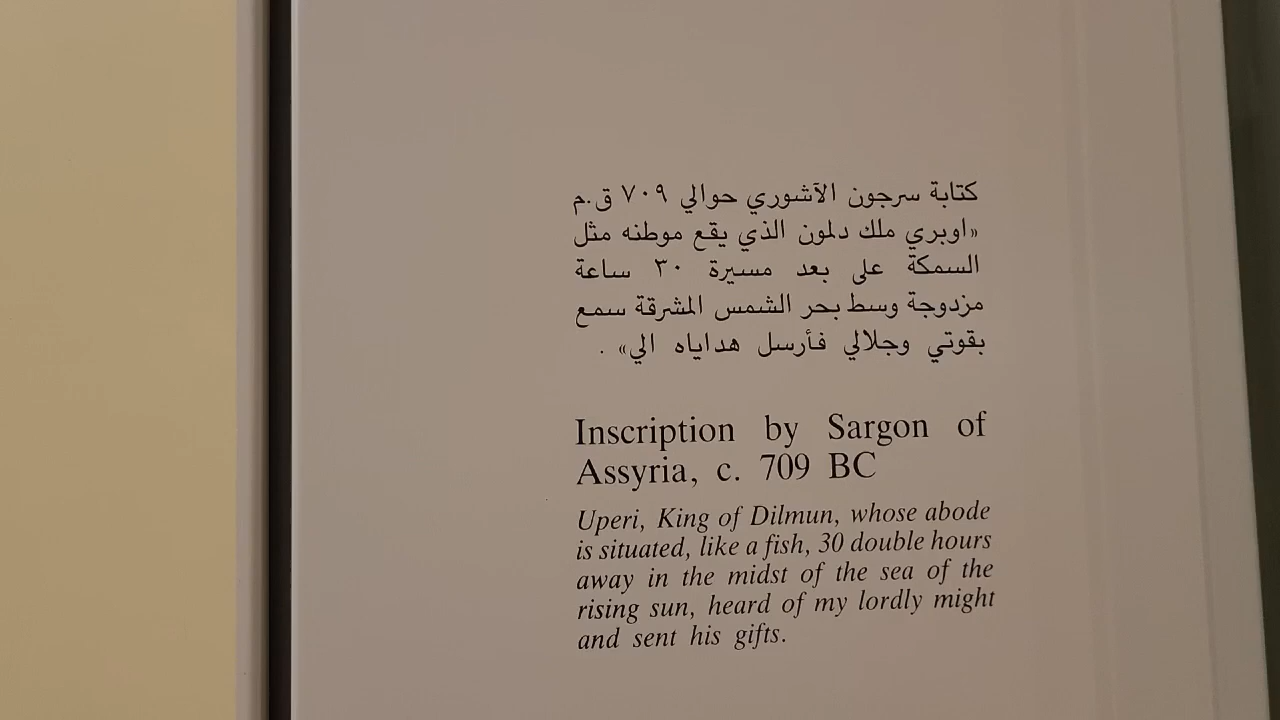 كتابة سرجون الآشوري حوالي ٧٠٩ ق.م
«اوبري ملك دلمون الذي يقع موطنه مثل
السمكة على بعد مسيرة ٣٠ ساعة
مزدوجة وسط بحر الشمس المشرقة سمع
بقوتي وجلالي فأرسل هداياه الي» .
Inscription by Sargon of
Assyria, c. 709 BC
Uperi, King of Dilmun, whose abode
is situated, like a fish, 30 double hours
away in the midst of the sea of the
rising sun, heard of my lordly might
and sent his gifts.